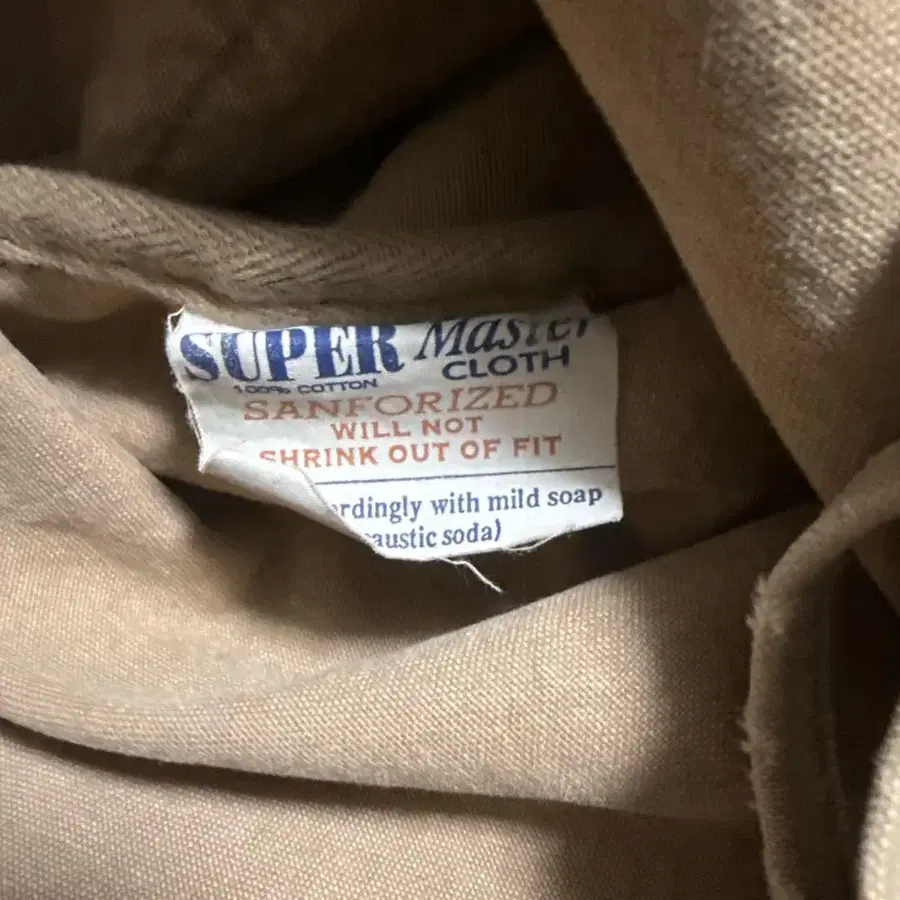 SUPER Master
CLOTH
100% COTTON
SANFORIZED
WILL NOT
SHRINK OUT OF FIT
rdingly with mild soap
austic soda)